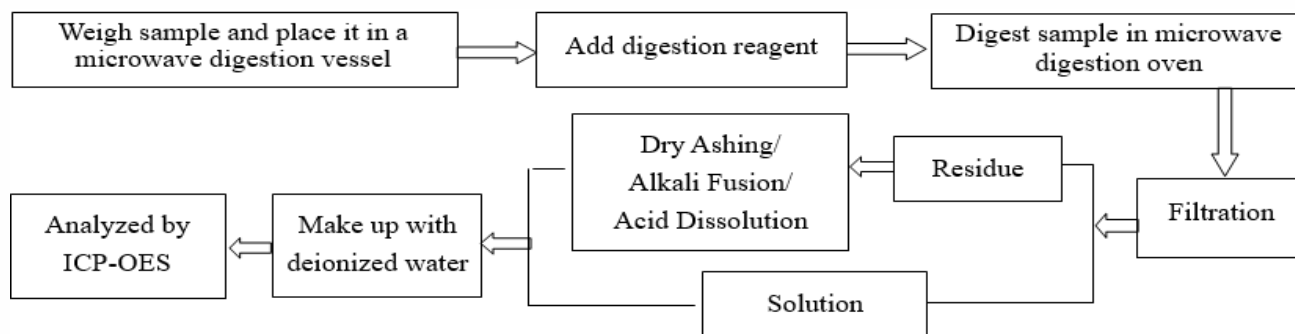 Weigh sample and place it in a
microwave digestion vessel
Add digestion reagent
Digest sample in microwave
digestion oven
Filtration
Residue
Dry Ashing/
Alkali Fusion/
Acid Dissolution
Solution
Make up with
deionized water
Analyzed by
ICP-OES